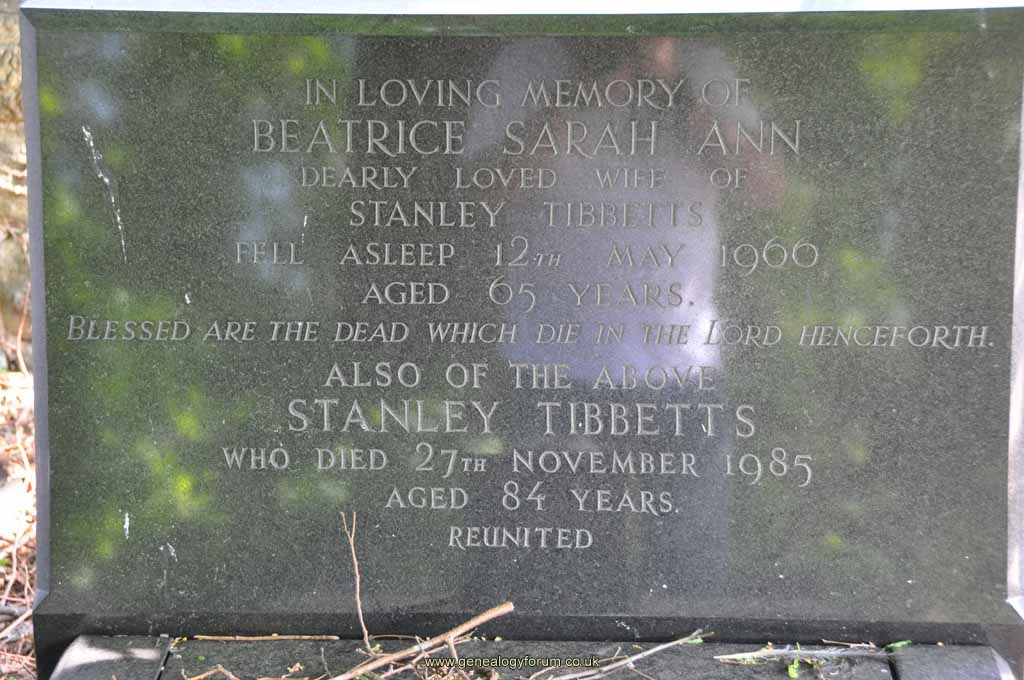 IN LOVING MEMORY OF
BEATRICE SARAH ANN
DEARLY LOVED WIFE OF
STANLEY TIBBETTS
FELL ASLEEP 12TH MAY 1960
AGED 65 YEARS.
BLESSED ARE THE DEAD WHICH DIE IN THE LORD HENCEFORTH.
ALSO OF THE ABOVE
STANLEY TIBBETTS
WHO DIED 27TH NOVEMBER 1985
AGED 84 YEARS.
REUNITED
www.genealogyforum.co.uk